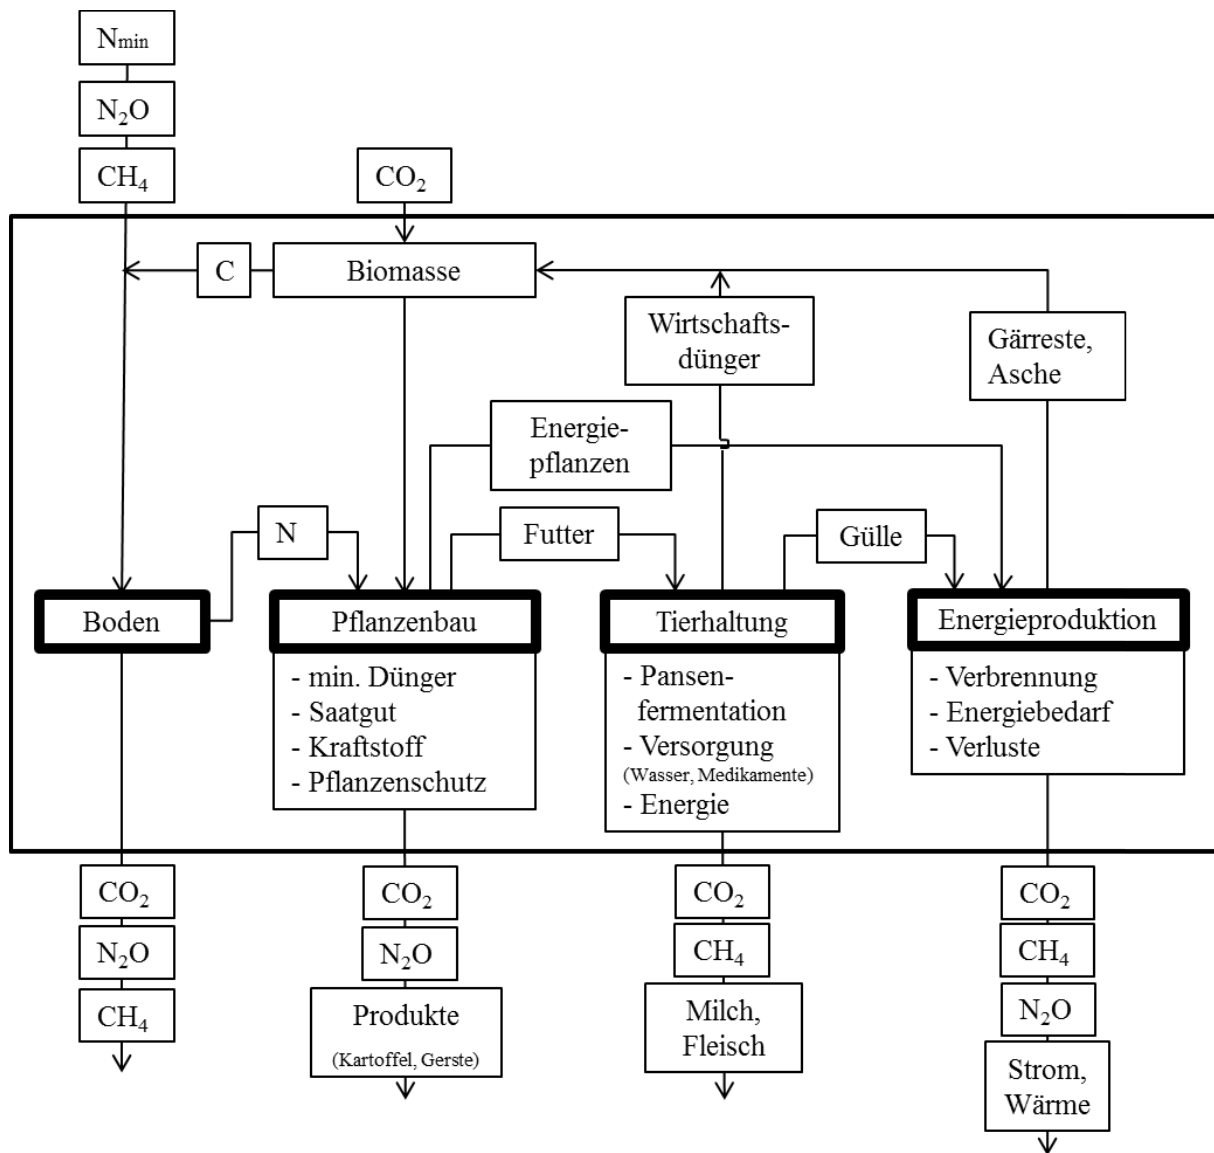 Nmin
N₂O
CH₄
CO₂
C
Biomasse
Wirtschafts-
dünger
Gärreste,
Asche
Energie-
pflanzen
N
Futter
Gülle
Boden
Pflanzenbau
- min. Dünger
- Saatgut
- Kraftstoff
- Pflanzenschutz
Tierhaltung
- Pansen-
fermentation
- Versorgung
(Wasser, Medikamente)
- Energie
Energieproduktion
- Verbrennung
- Energiebedarf
- Verluste
CO₂
N₂O
CH₄
CO₂
N₂O
Produkte
(Kartoffel, Gerste)
CO₂
CH₄
Milch,
Fleisch
CO₂
CH₄
N₂O
Strom,
Wärme